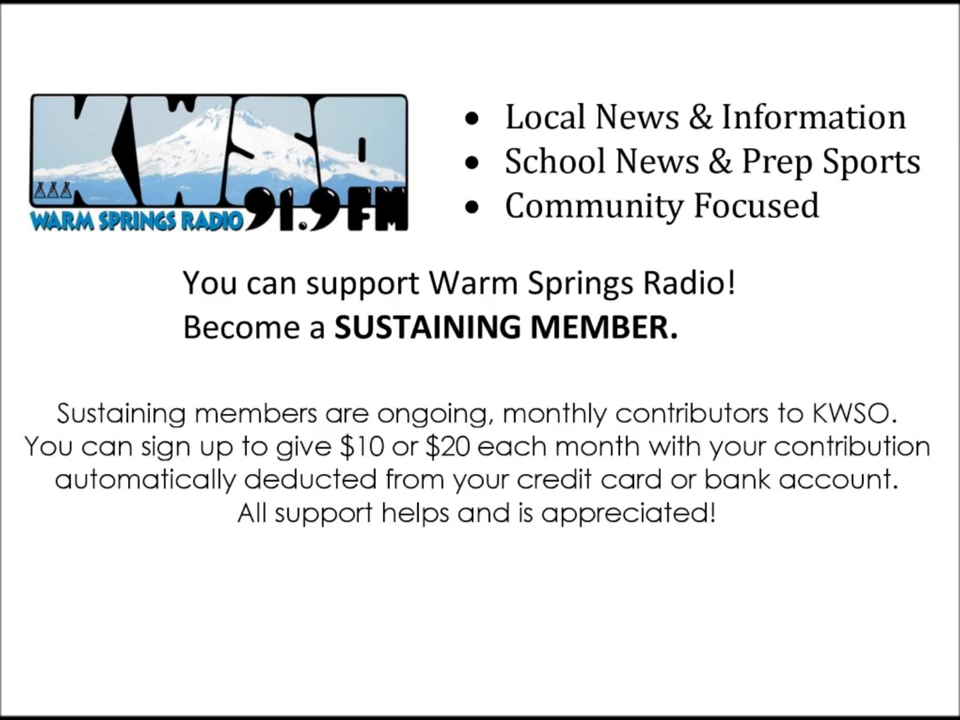 KWSO
WARM SPRINGS RADIO 91.9 FM
• Local News & Information
• School News & Prep Sports
• Community Focused
You can support Warm Springs Radio!
Become a SUSTAINING MEMBER.
Sustaining members are ongoing, monthly contributors to KWSO.
You can sign up to give $10 or $20 each month with your contribution
automatically deducted from your credit card or bank account.
All support helps and is appreciated!